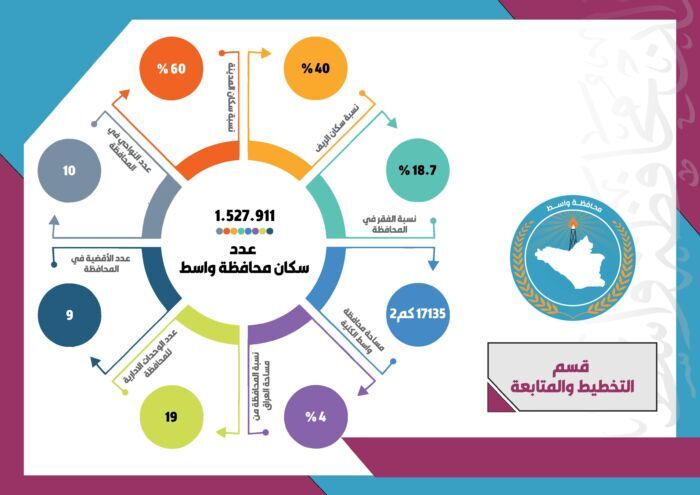 1.527.911
عدد
سكان محافظة واسط
% 40
نسبة سكان الريف
% 18.7
نسبة الفقر في
المحافظة
17135 كم2
مساحة محافظة
واسط الكلية
% 4
نسبة المحافظة من
مساحة العراق
19
عدد الوحدات الادارية
للمحافظة
9
عدد الأقضية في
المحافظة
10
عدد النواحي في
المحافظة
% 60
نسبة سكان المدينة
محافظة واسط
قسم
التخطيط والمتابعة